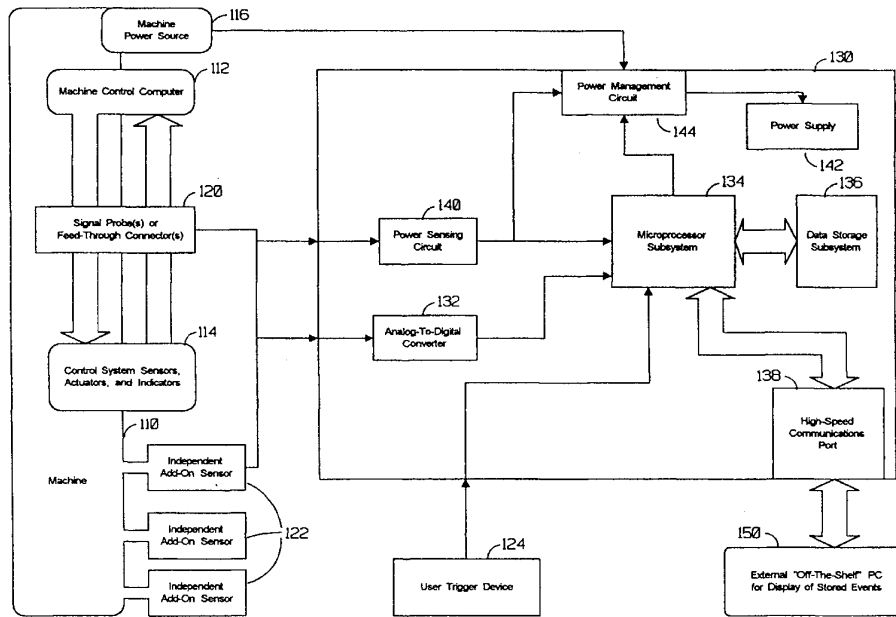 116
Machine
Power Source
112
Machine Control Computer
130
Power Management
Circuit
144
Power Supply
142
120
Signal Probe(s) or
Feed-Through Connector(s)
140
Power Sensing
Circuit
134
Microprocessor
Subsystem
136
Data Storage
Subsystem
132
Analog-To-Digital
Converter
114
Control System Sensors,
Actuators, and Indicators
138
High-Speed
Communications
Port
110
Machine
Independent
Add-On Sensor
122
Independent
Add-On Sensor
Independent
Add-On Sensor
124
User Trigger Device
150
External "Off-The-Shelf" PC
for Display of Stored Events